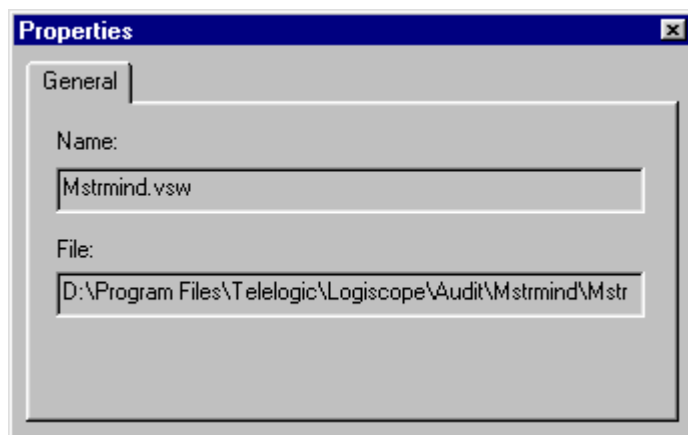 Properties
General
Name:
Mstrmind.vsw
File:
D:\Program Files\Telelogic\Logiscope\Audit\Mstrmind\Mstr